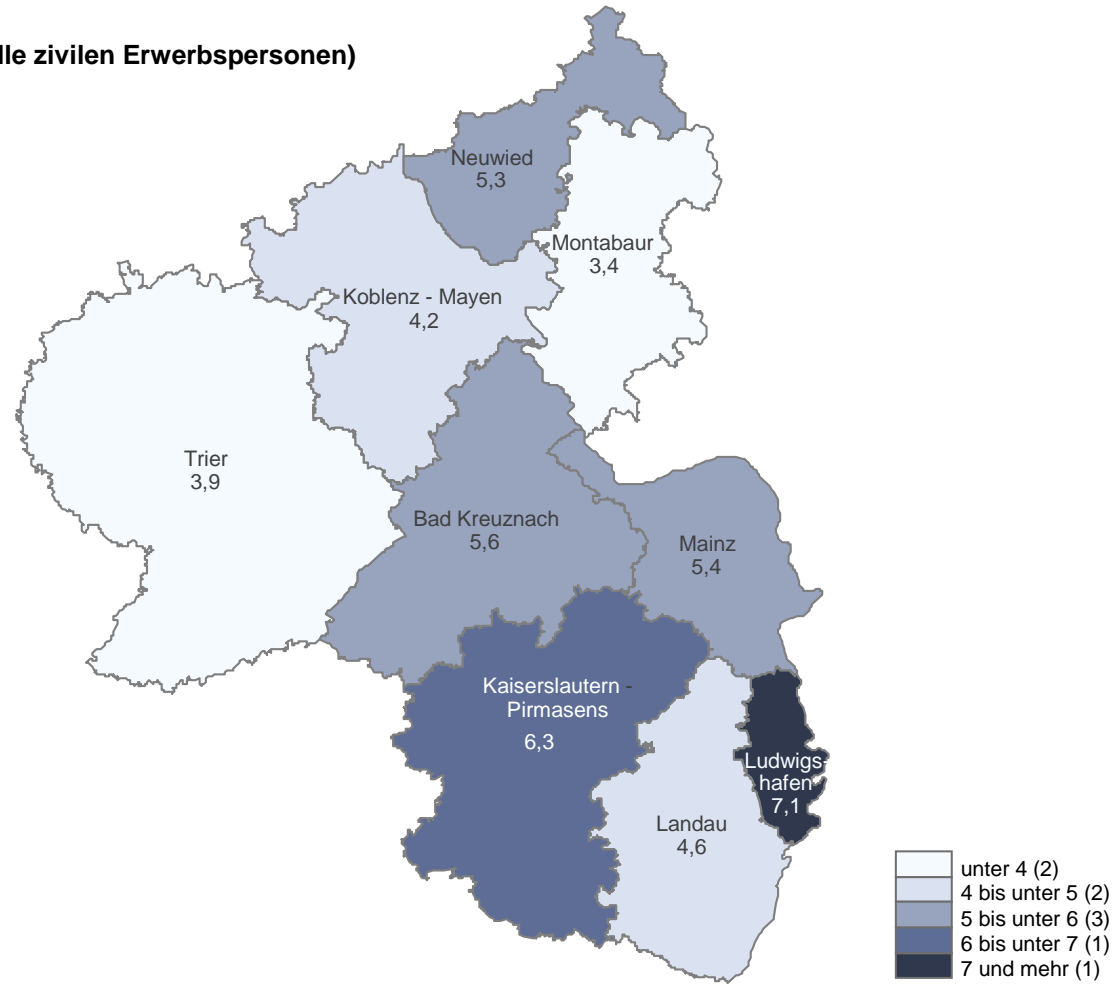 lle zivilen Erwerbspersonen)
Neuwied
5,3
Montabaur
3,4
Koblenz - Mayen
4,2
Trier
3,9
Bad Kreuznach
5,6
Mainz
5,4
Kaiserslautern -
Pirmasens
6,3
Ludwigs-
hafen
7,1
Landau
4,6
unter 4 (2)
4 bis unter 5 (2)
5 bis unter 6 (3)
6 bis unter 7 (1)
7 und mehr (1)